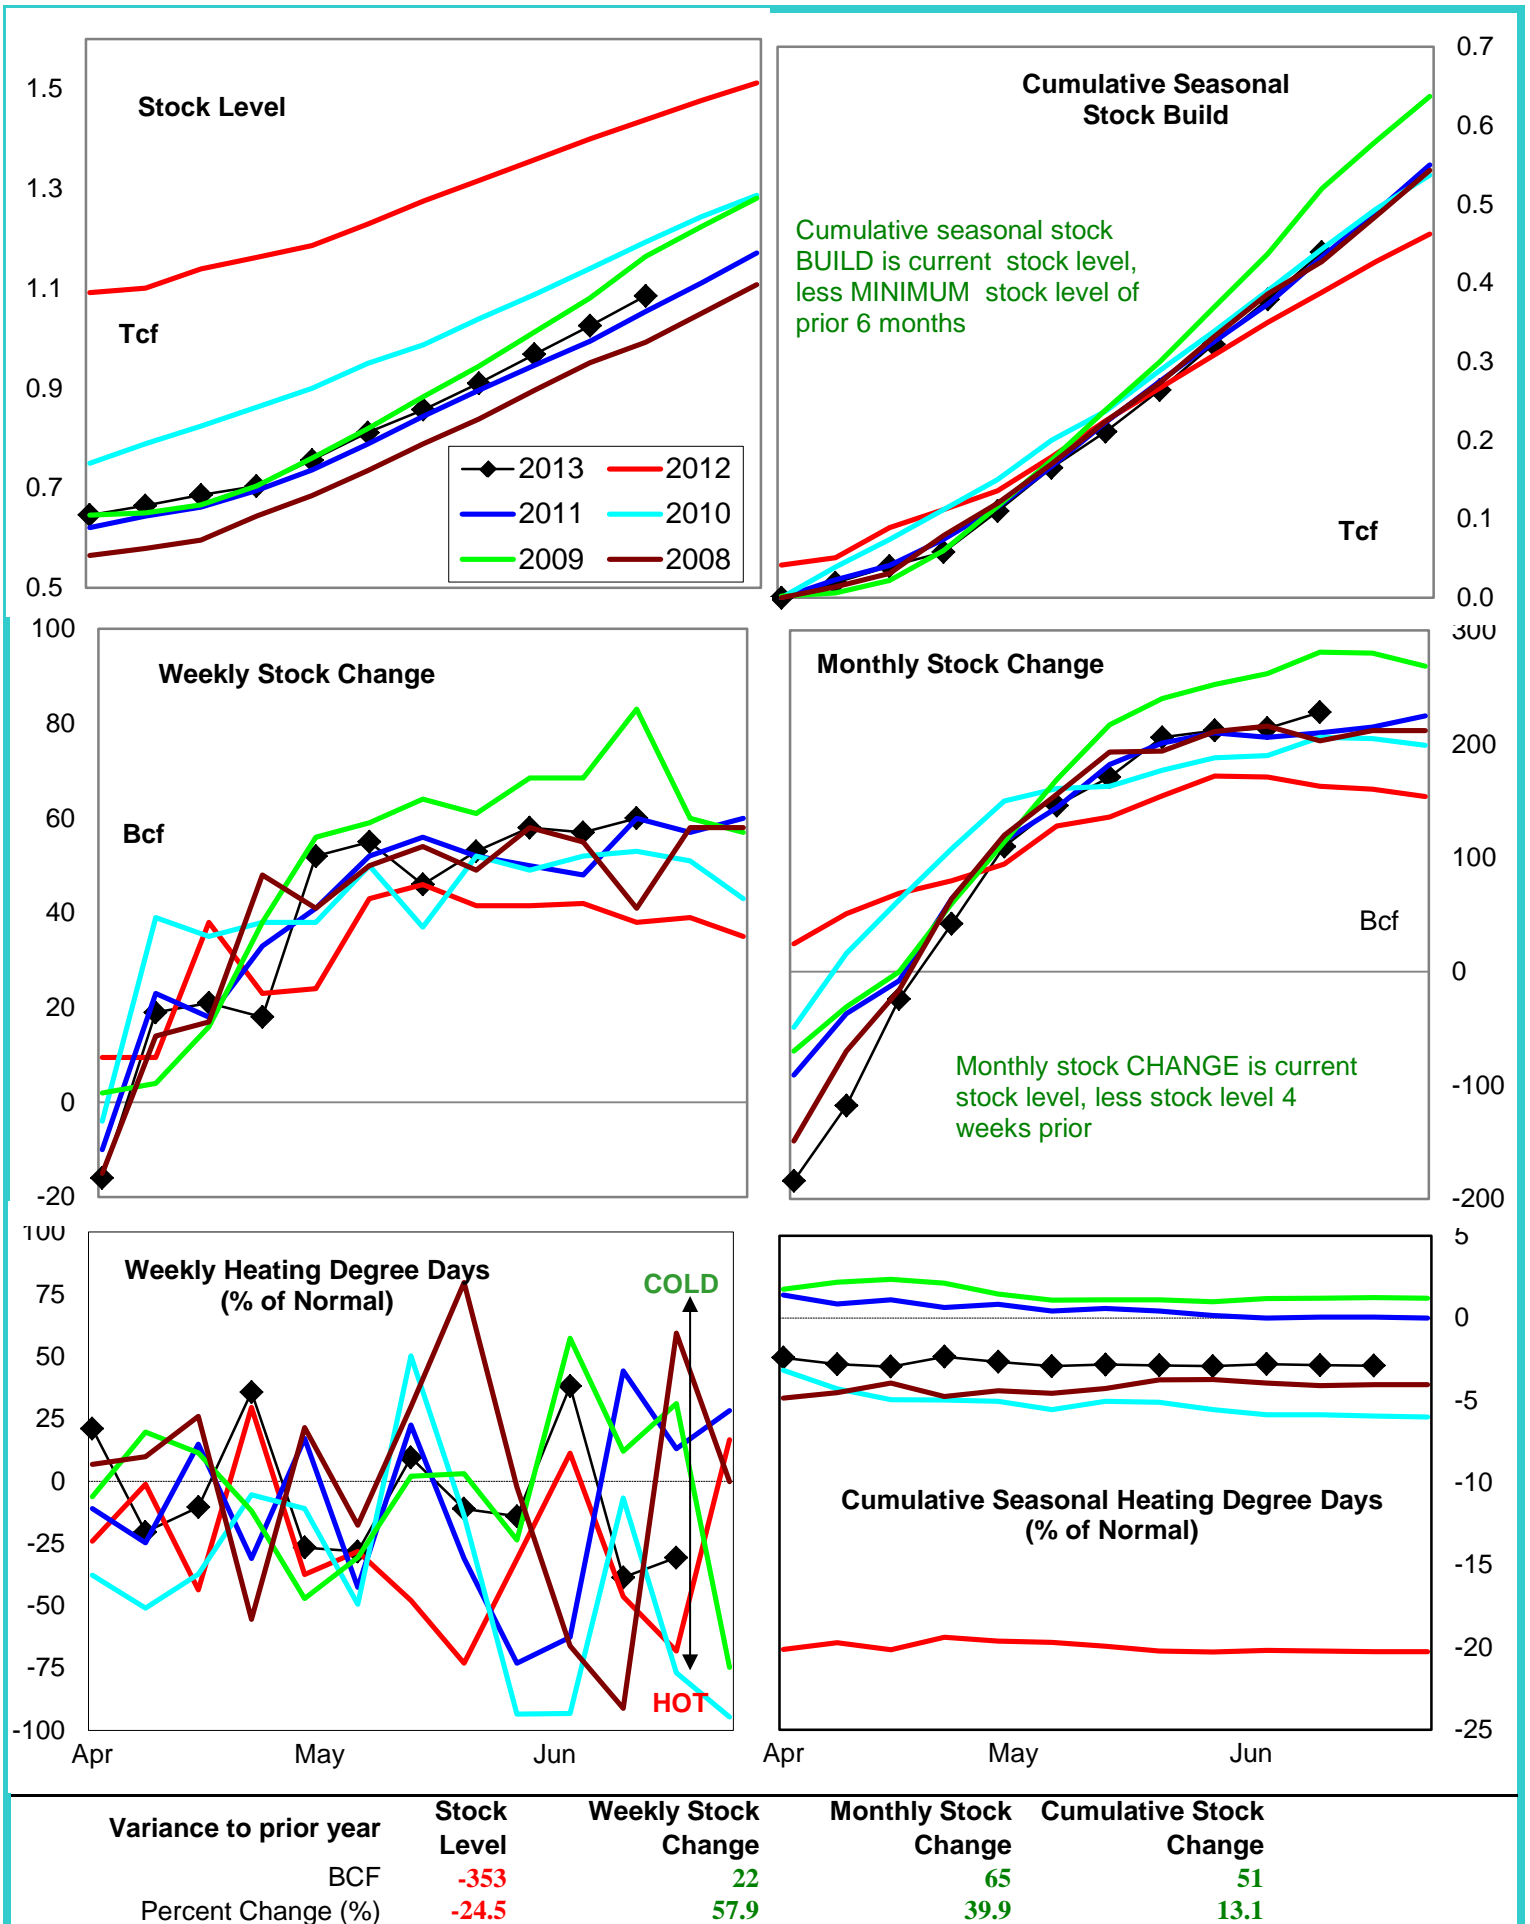 Stock Level
Tcf
1.5
1.3
1.1
0.9
0.7
0.5
2013
2012
2011
2010
2009
2008
Cumulative Seasonal
Stock Build
Cumulative seasonal stock
BUILD is current stock level,
less MINIMUM stock level of
prior 6 months
Tcf
0.7
0.6
0.5
0.4
0.3
0.2
0.1
0.0
Weekly Stock Change
Bcf
100
80
60
40
20
0
-20
Monthly Stock Change
Bcf
Monthly stock CHANGE is current
stock level, less stock level 4
weeks prior
300
200
100
0
-100
-200
Weekly Heating Degree Days
(% of Normal)
COLD
HOT
100
75
50
25
0
-25
-50
-75
-100
Apr May Jun
Cumulative Seasonal Heating Degree Days
(% of Normal)
5
0
-5
-10
-15
-20
-25
Apr May Jun
Variance to prior year Stock Level Weekly Stock Change Monthly Stock Change Cumulative Stock Change
BCF -353 22 65 51
Percent Change (%) -24.5 57.9 39.9 13.1